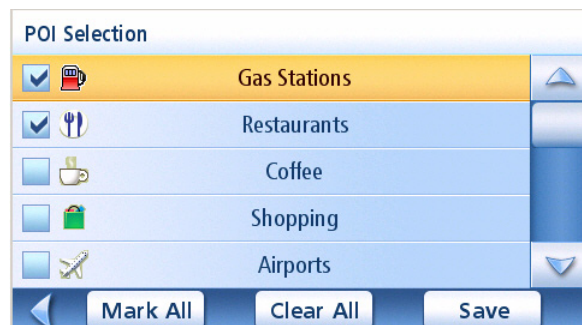 POI Selection
Gas Stations
Restaurants
Coffee
Shopping
Airports
Mark All Clear All Save